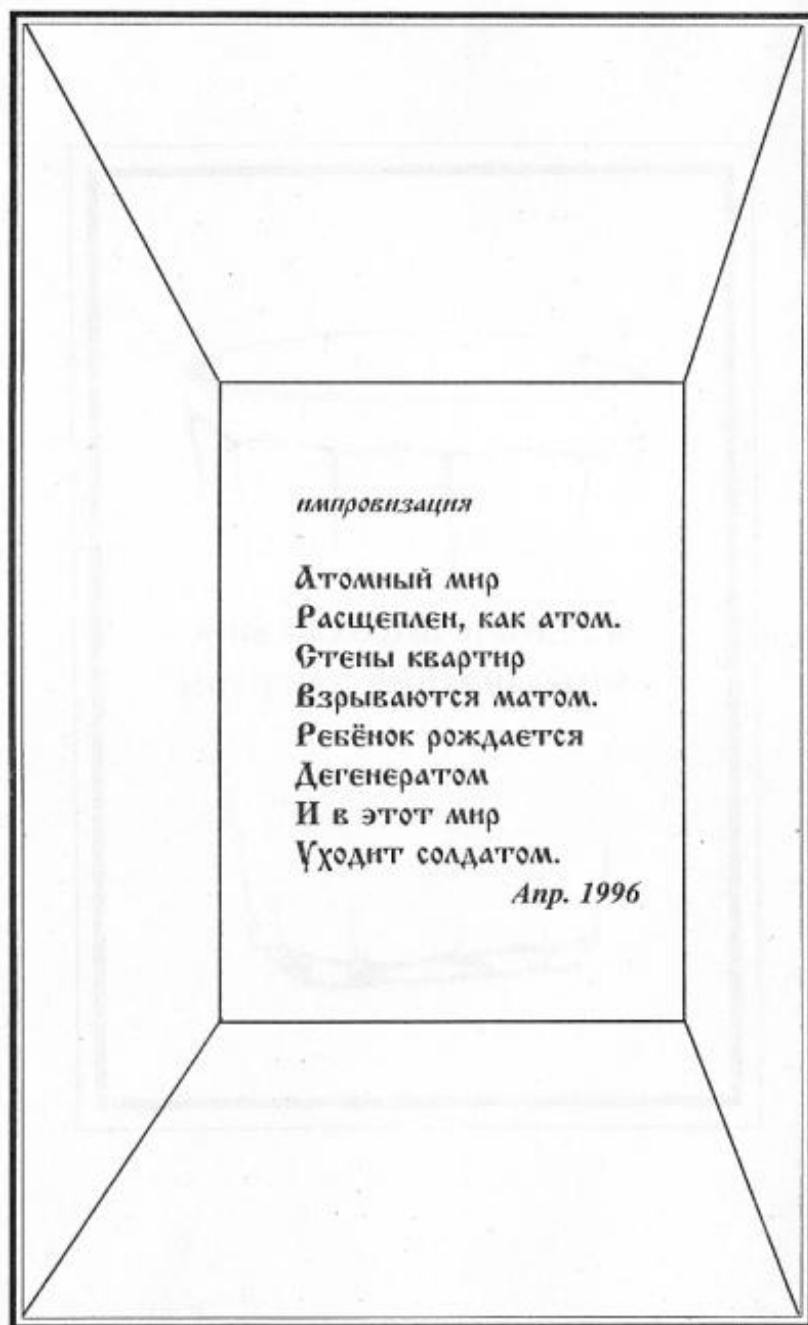 импровизация
Атомный мир
Расщеплен, как атом.
Стены квартир
Взрываются матом.
Ребёнок рождается
Дегенератом
И в этот мир
Уходит солдатом.
Апр. 1996